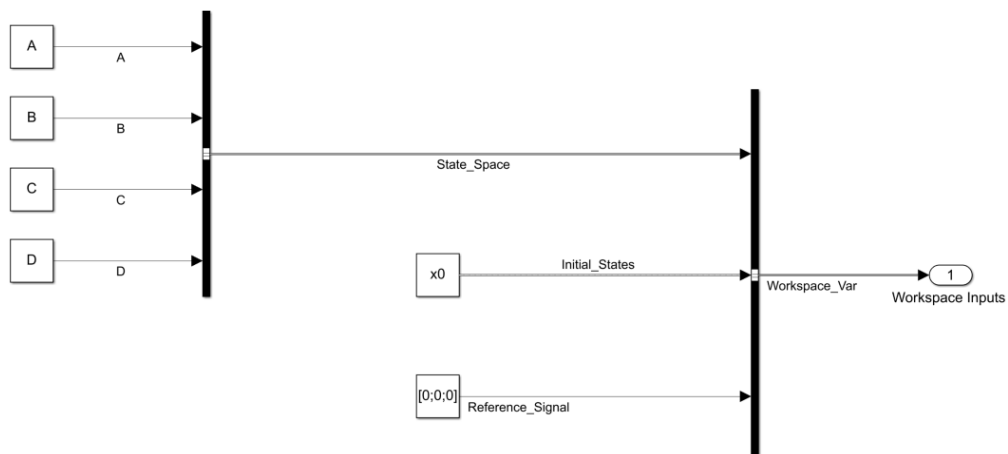 A
A
B
B
State_Space
C
C
D
D
x0
Initial_States
Workspace_Var
1
Workspace Inputs
[0;0;0]
Reference_Signal